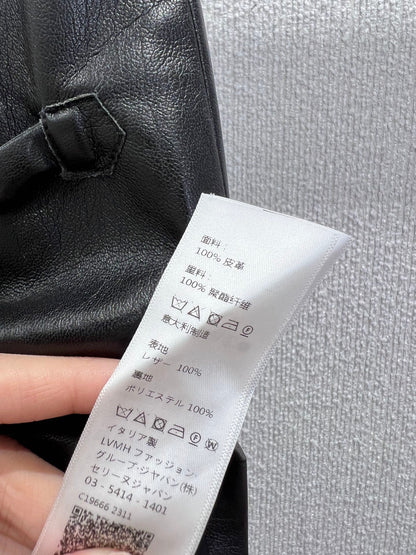 面料：
100% 皮革
里料：
100% 聚酯纤维
意大利制造
表地
レザー 100%
裏地
ポリエステル 100%
イタリア製
LVMH ファッション
グループ・ジャパン(株)
セリーヌ ジャパン
03 - 5414 - 1401
C19666 2311